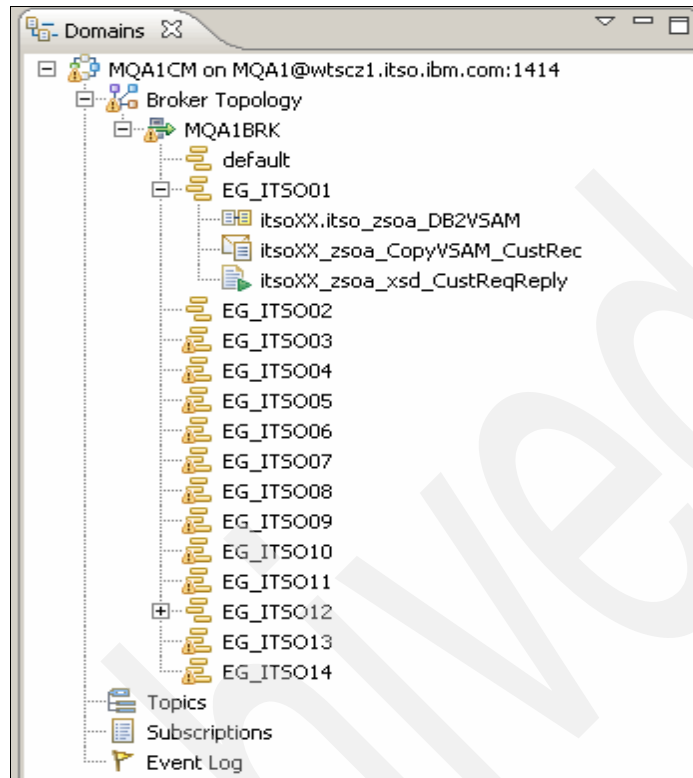 Domains
MQA1CM on MQA1@wtscz1.itso.ibm.com:1414
Broker Topology
MQA1BRK
default
EG_ITSO01
itsoXX.itso_zsoa_DB2VSAM
itsoXX_zsoa_CopyVSAM_CustRec
itsoXX_zsoa_xsd_CustReqReply
EG_ITSO02
EG_ITSO03
EG_ITSO04
EG_ITSO05
EG_ITSO06
EG_ITSO07
EG_ITSO08
EG_ITSO09
EG_ITSO10
EG_ITSO11
EG_ITSO12
EG_ITSO13
EG_ITSO14
Topics
Subscriptions
Event Log
hived